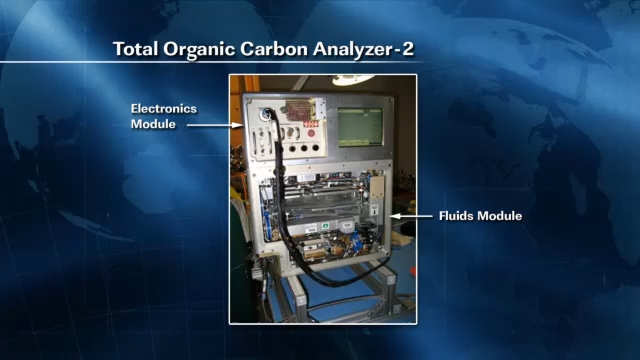 Total Organic Carbon Analyzer-2
Electronics
Module
Fluids Module